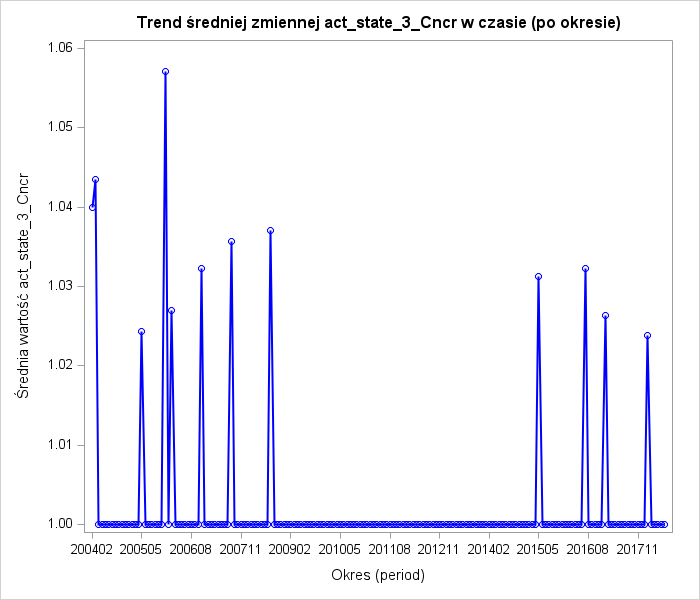 Trend średniej zmiennej act_state_3_Cncr w czasie (po okresie)
1.06
1.05
1.04
1.03
1.02
1.01
1.00
Średnia wartość act_state_3_Cncr
200402 200505 200608 200711 200902 201005 201108 201211 201402 201505 201608 201711
Okres (period)